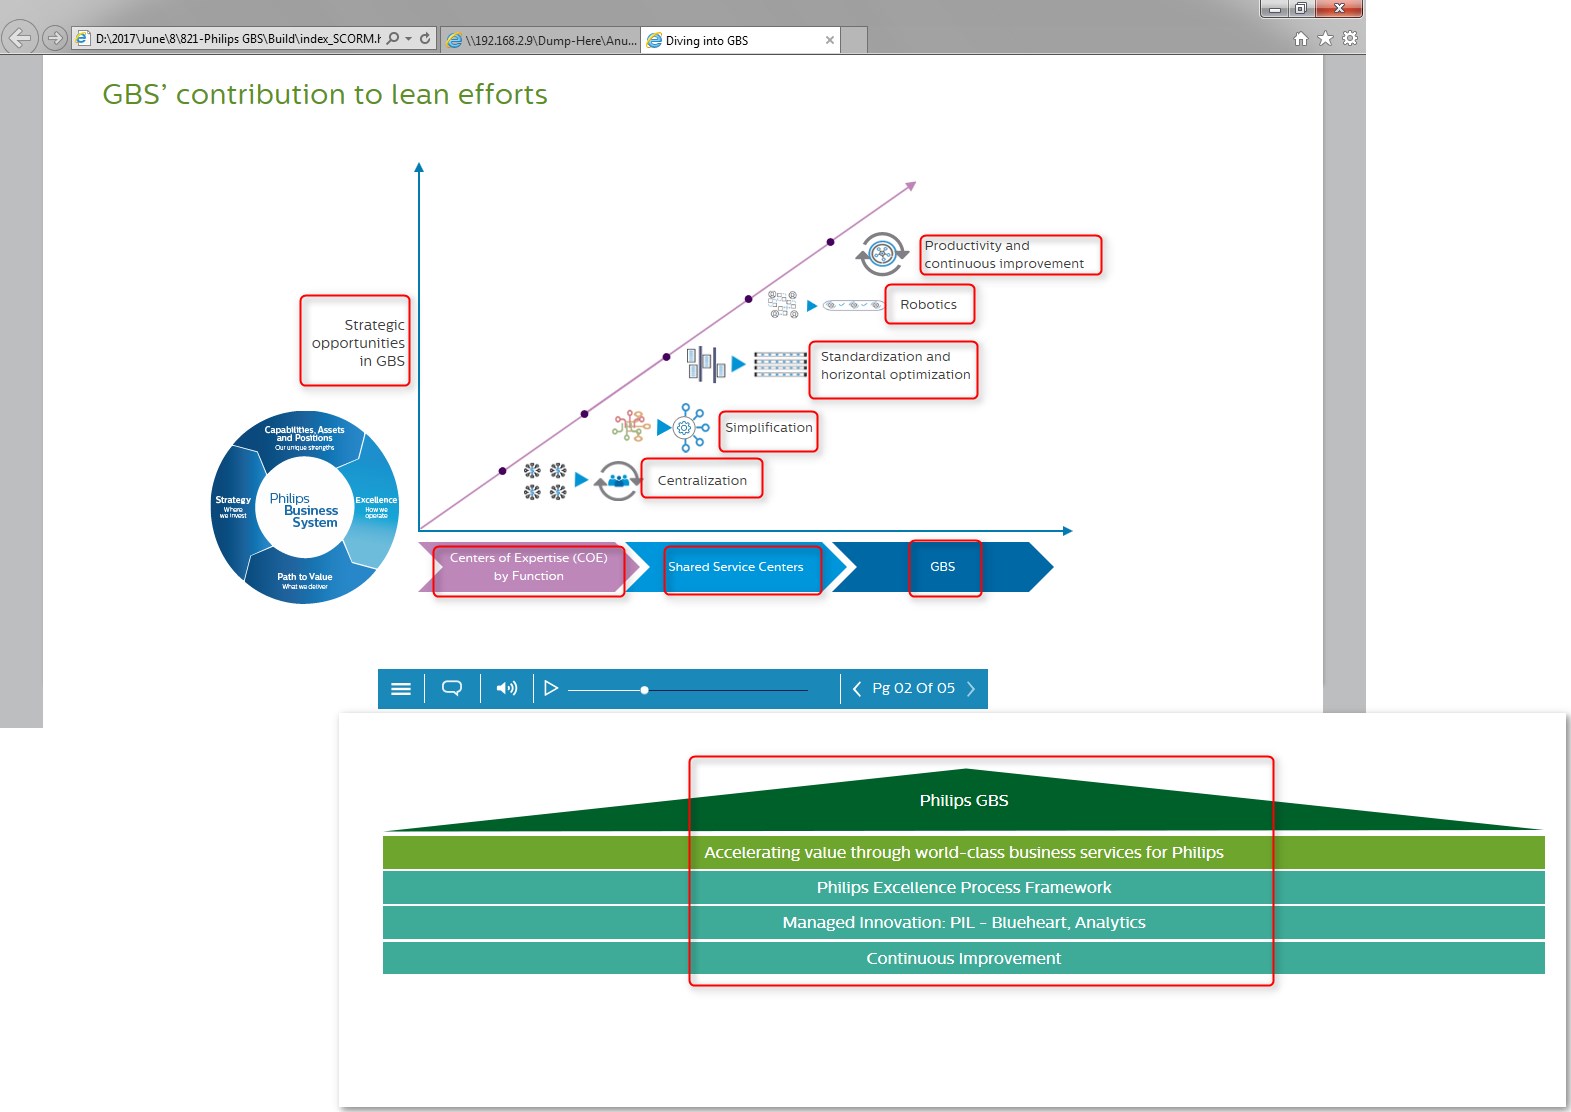 D:\2017\June\8\821-Philips GBS\Build\index_SCORM.h
\\192.168.2.9\Dump-Here\Anu...
Diving into GBS
GBS’ contribution to lean efforts
Productivity and
continuous improvement
Robotics
Strategic
opportunities
in GBS
Standardization and
horizontal optimization
Simplification
Centralization
Capabilities, Assets
and Positions
Our unique strengths
Strategy
Where
we invest
Philips
Business
System
Excellence
How we
operate
Path to Value
What we deliver
Centers of Expertise (COE)
by Function
Shared Service Centers
GBS
Pg 02 Of 05
Philips GBS
Accelerating value through world-class business services for Philips
Philips Excellence Process Framework
Managed Innovation: PIL – Blueheart, Analytics
Continuous Improvement